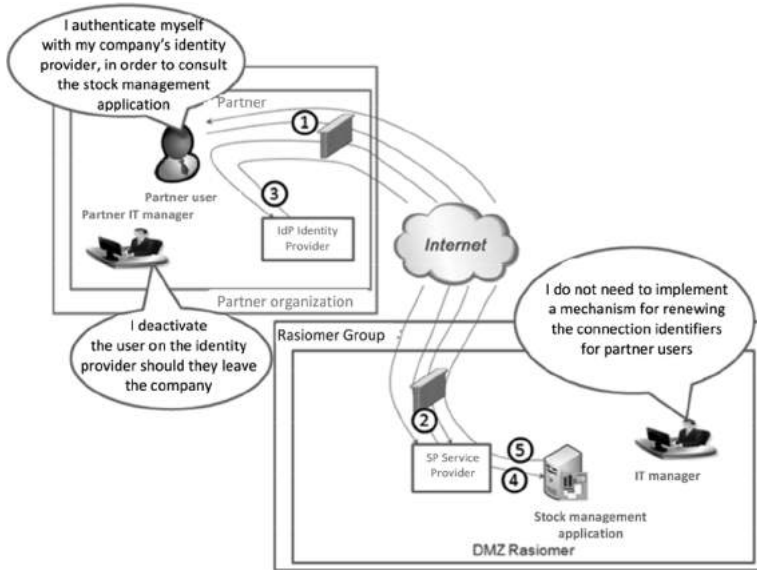 I authenticate myself
with my company's identity
provider, in order to consult
the stock management
application
Partner
1
Partner user
3
Partner IT manager
IdP Identity
Provider
Internet
Partner organization
I deactivate
the user on the identity
provider should they leave
the company
I do not need to implement
a mechanism for renewing
the connection identifiers
for partner users
Rasiomer Group
2
SP Service
Provider
5
4
IT manager
Stock management
application
DMZ Rasiomer